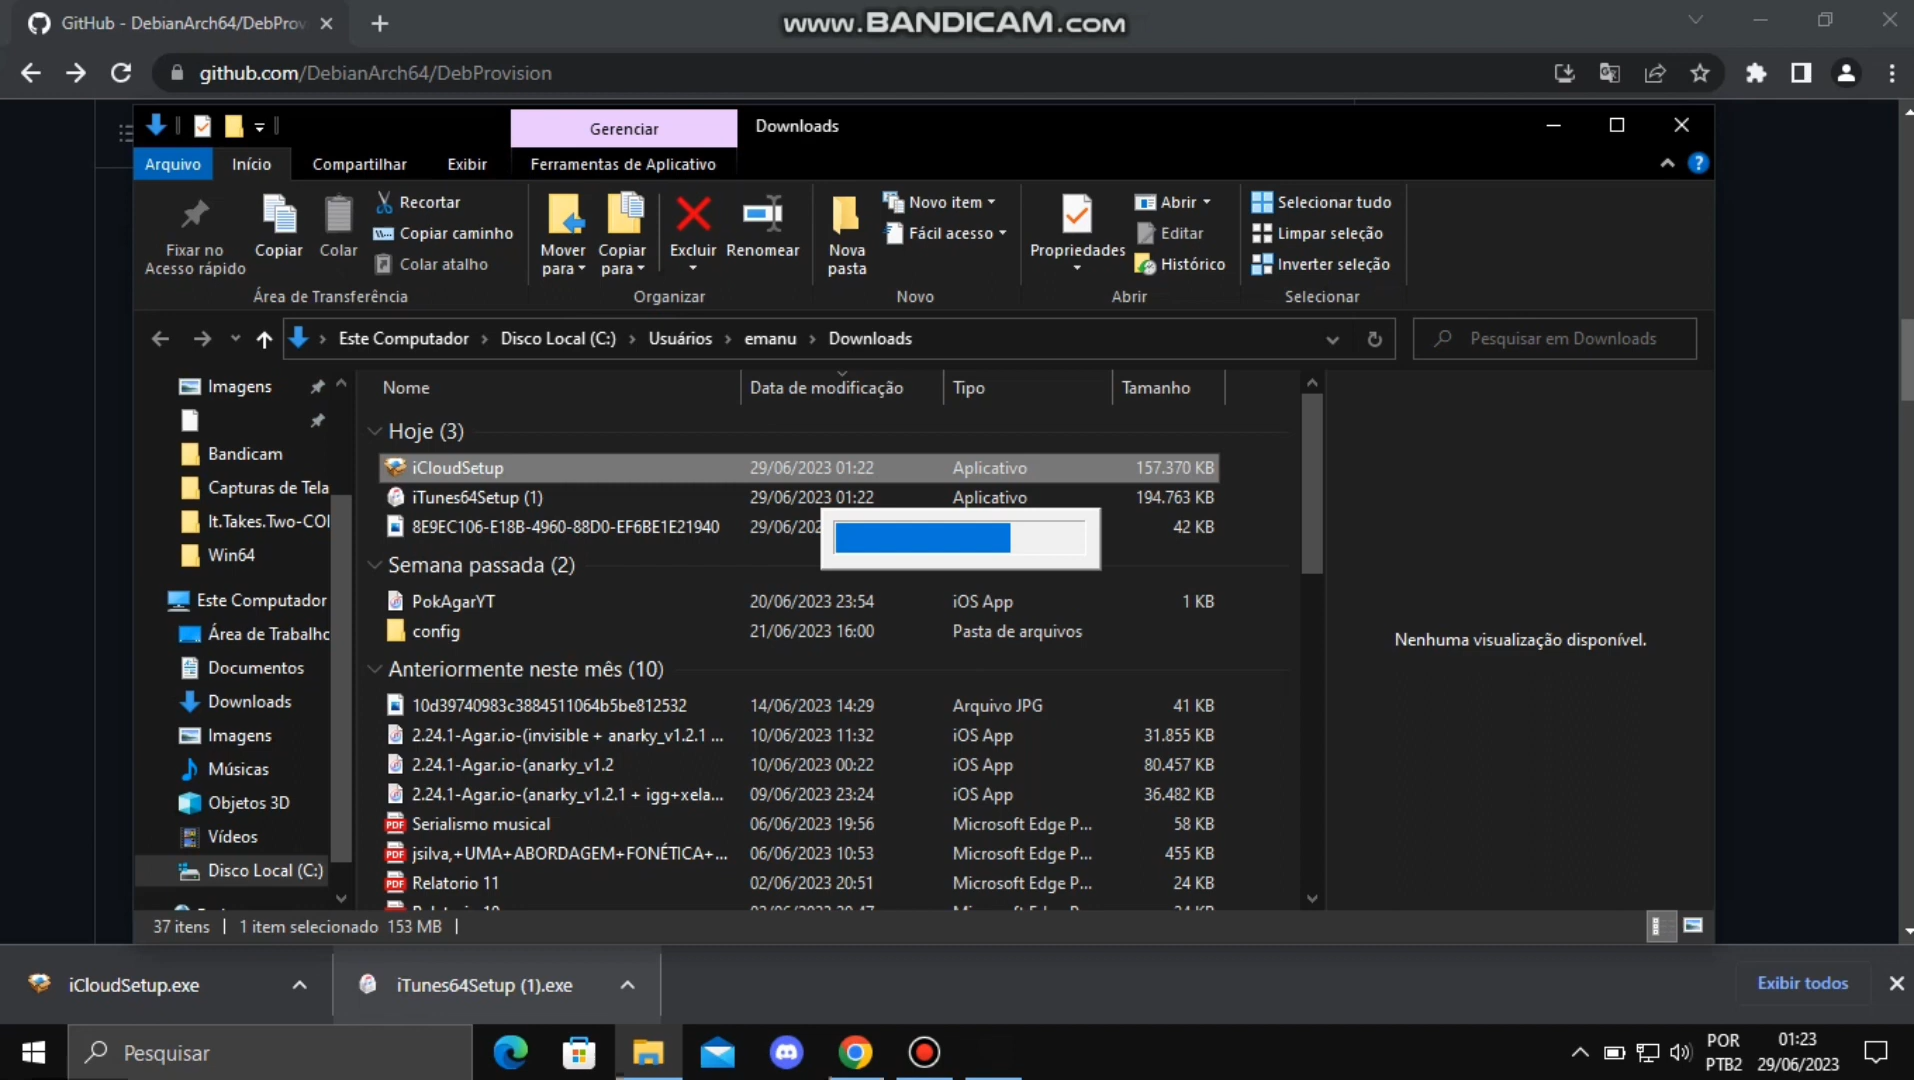 GitHub - DebianArch64/DebProvi
www.BANDICAM.com
github.com/DebianArch64/DebProvision
Gerenciar
Downloads
Arquivo
Início
Compartilhar
Exibir
Ferramentas de Aplicativo
Fixar no
Acesso rápido
Copiar
Colar
Recortar
Copiar caminho
Colar atalho
Área de Transferência
Mover
para
Copiar
para
Excluir
Renomear
Organizar
Nova
pasta
Novo item
Fácil acesso
Novo
Propriedades
Abrir
Editar
Histórico
Abrir
Selecionar tudo
Limpar seleção
Inverter seleção
Selecionar
Este Computador
Disco Local (C:)
Usuários
emanu
Downloads
Pesquisar em Downloads
Imagens
Bandicam
Capturas de Tela
It.Takes.Two-CO
Win64
Este Computador
Área de Trabalho
Documentos
Downloads
Imagens
Músicas
Objetos 3D
Vídeos
Disco Local (C:)
Nome Data de modificação Tipo Tamanho
Hoje (3)
iCloudSetup 29/06/2023 01:22 Aplicativo 157.370 KB
iTunes64Setup (1) 29/06/2023 01:22 Aplicativo 194.763 KB
8E9EC106-E18B-4960-88D0-EF6BE1E21940 29/06/202 42 KB
Semana passada (2)
PokAgarYT 20/06/2023 23:54 iOS App 1 KB
config 21/06/2023 16:00 Pasta de arquivos
Anteriormente neste mês (10)
10d39740983c3884511064b5be812532 14/06/2023 14:29 Arquivo JPG 41 KB
2.24.1-Agar.io-(invisible + anarky_v1.2.1 ... 10/06/2023 11:32 iOS App 31.855 KB
2.24.1-Agar.io-(anarky_v1.2 10/06/2023 00:22 iOS App 80.457 KB
2.24.1-Agar.io-(anarky_v1.2.1 + igg+xela... 09/06/2023 23:24 iOS App 36.482 KB
Serialismo musical 06/06/2023 19:56 Microsoft Edge P... 58 KB
jsilva,+UMA+ABORDAGEM+FONÉTICA+... 06/06/2023 10:53 Microsoft Edge P... 455 KB
Relatorio 11 02/06/2023 20:51 Microsoft Edge P... 24 KB
Nenhuma visualização disponível.
37 itens 1 item selecionado 153 MB
iCloudSetup.exe
iTunes64Setup (1).exe
Exibir todos
Pesquisar
POR
PTB2
01:23
29/06/2023